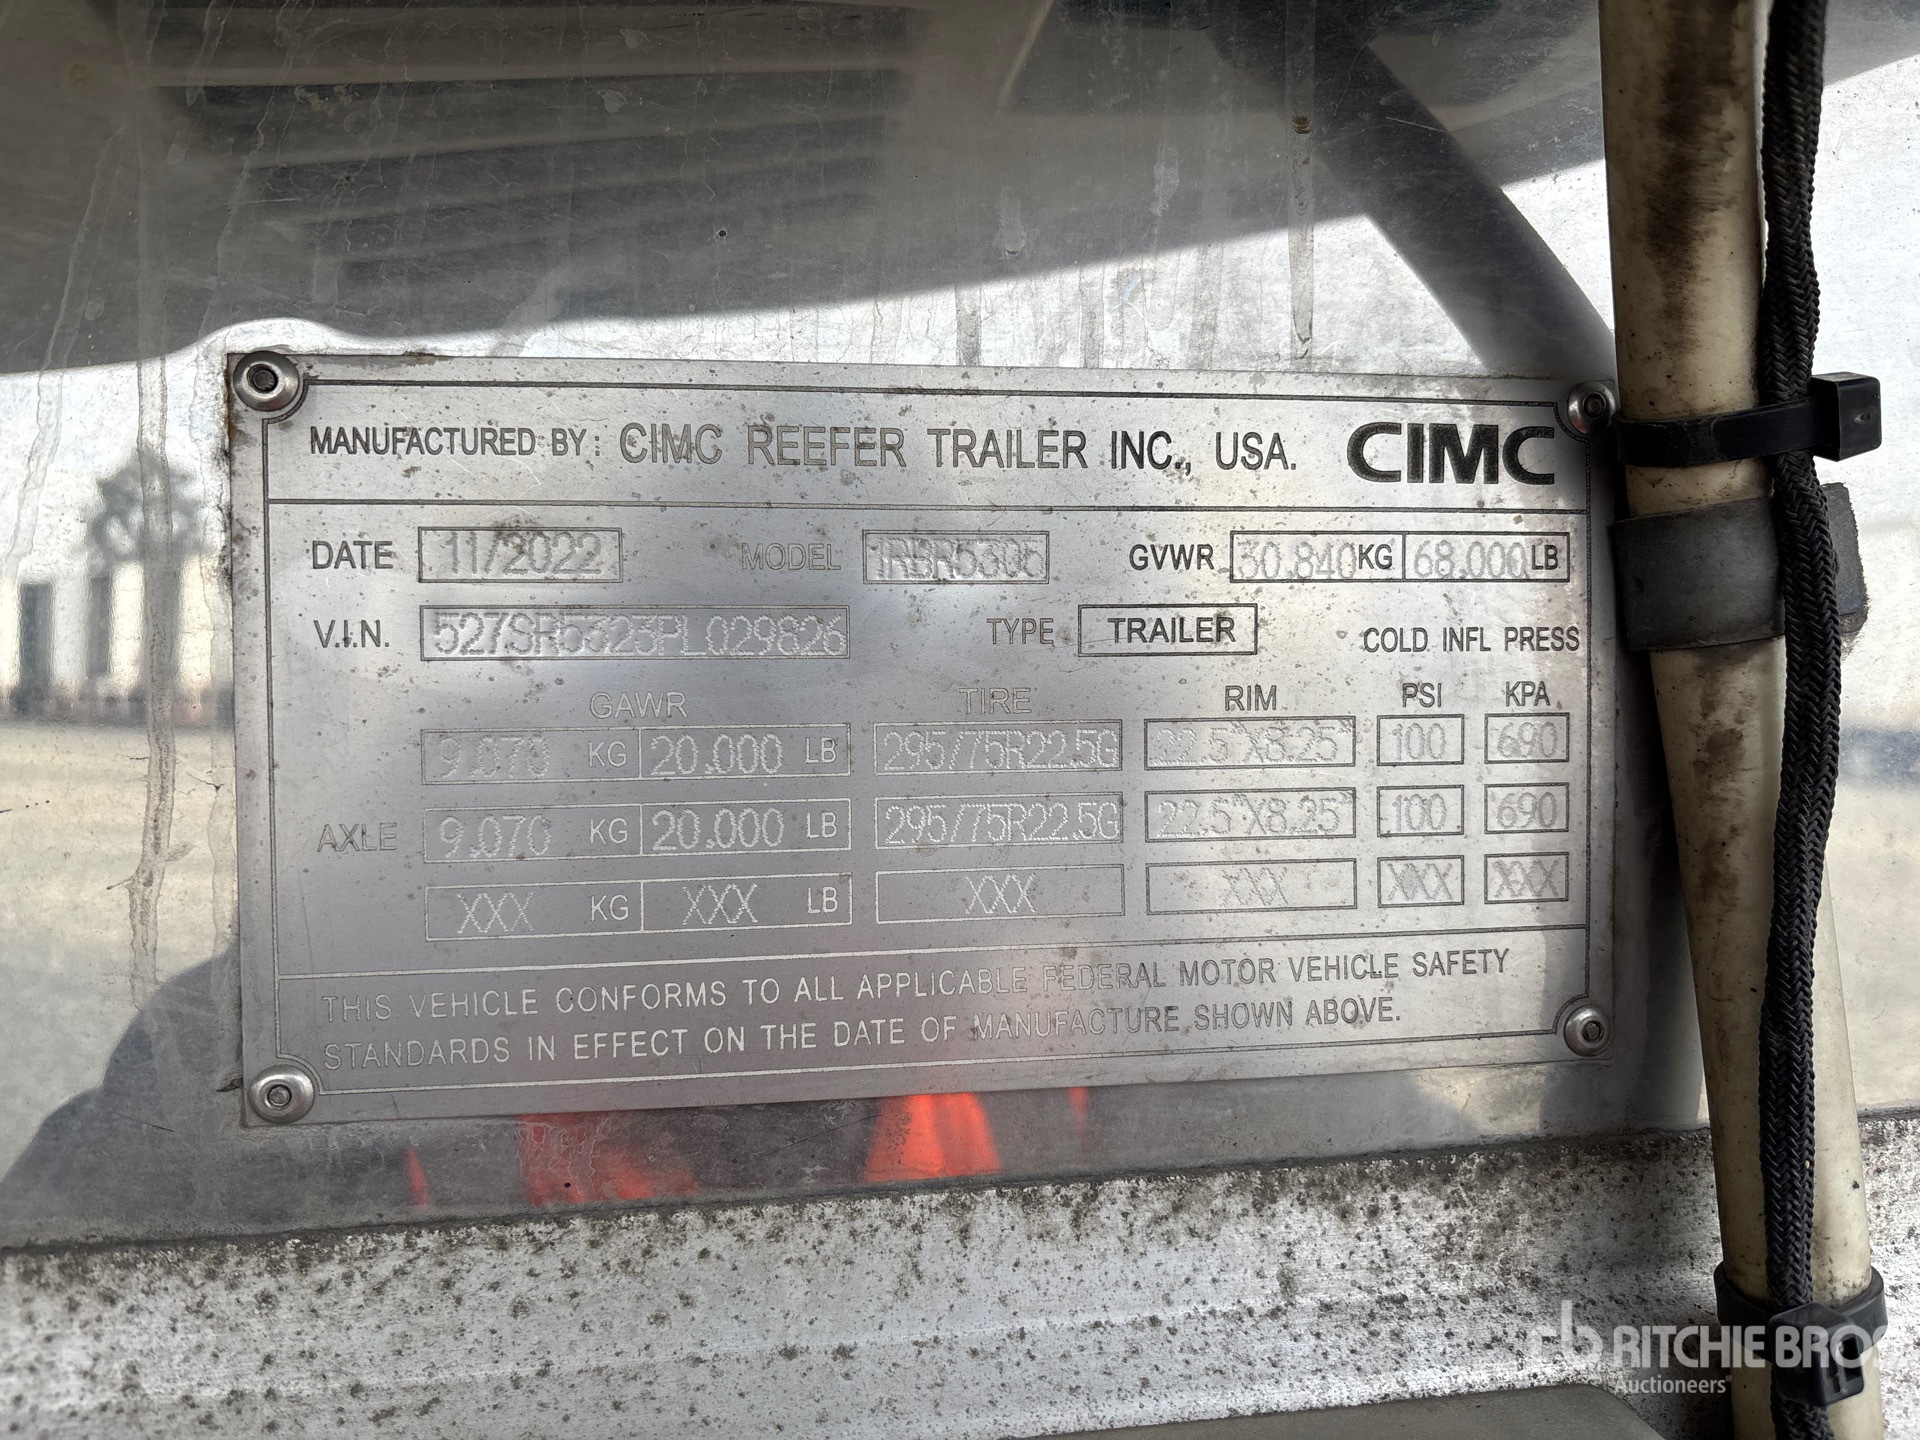 MANUFACTURED BY: CIMC REEFER TRAILER INC., USA. CIMC
DATE 11/2022 MODEL GVWR 30.840KG 68.000LB
V.I.N. 527SR5323PL029826 TYPE TRAILER COLD INFL PRESS
GAWR TIRE RIM PSI KPA
9.070 KG 20.000 LB 295/75R22.5G 22.5"X8.25" 100 690
AXLE 9.070 KG 20.000 LB 295/75R22.5G 22.5"X8.25" 100 690
XXX KG XXX LB XXX XXX XXX XXX
THIS VEHICLE CONFORMS TO ALL APPLICABLE FEDERAL MOTOR VEHICLE SAFETY
STANDARDS IN EFFECT ON THE DATE OF MANUFACTURE SHOWN ABOVE.
rb RITCHIE BROS
Auctioneers®